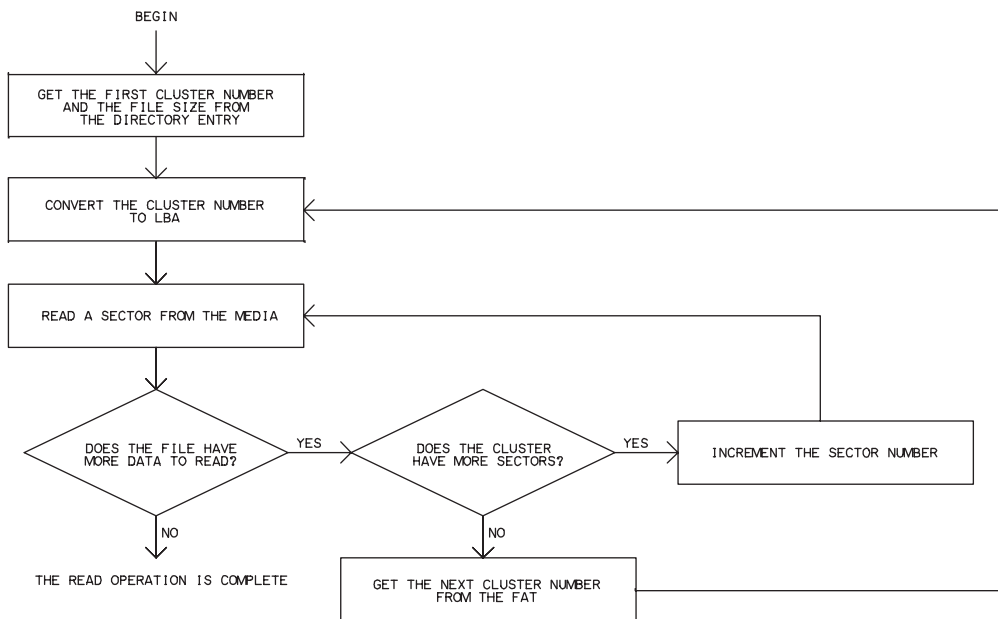 BEGIN
GET THE FIRST CLUSTER NUMBER
AND THE FILE SIZE FROM
THE DIRECTORY ENTRY
CONVERT THE CLUSTER NUMBER
TO LBA
READ A SECTOR FROM THE MEDIA
DOES THE FILE HAVE
MORE DATA TO READ?
YES
DOES THE CLUSTER
HAVE MORE SECTORS?
YES
INCREMENT THE SECTOR NUMBER
NO
THE READ OPERATION IS COMPLETE
NO
GET THE NEXT CLUSTER NUMBER
FROM THE FAT